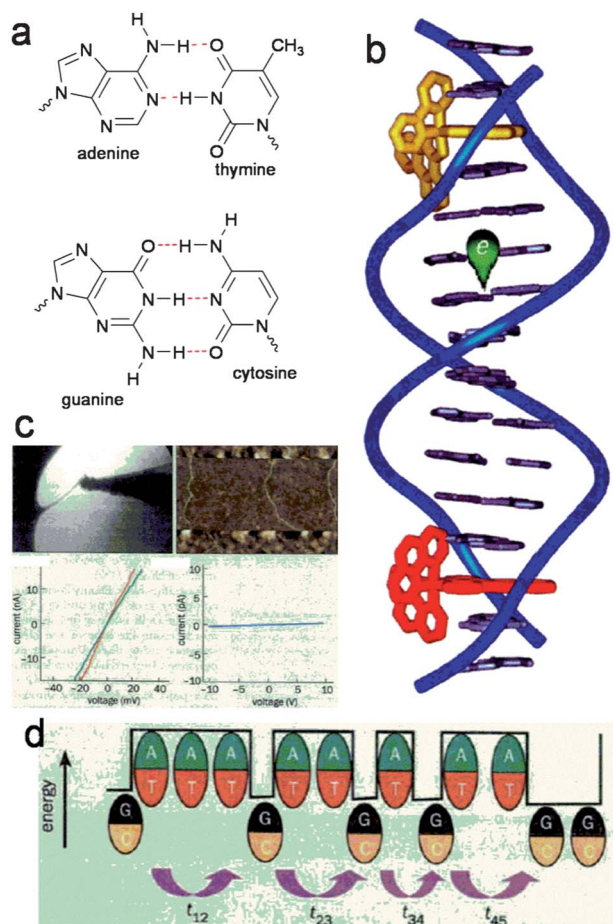 a
H
N
H
O
CH₃
N
N
N
N
N
H
N
N
O
adenine
thymine
H
O
H
N
H
N
N
N
H
N
N
N
N
N
H
O
H
guanine
cytosine
b
e
c
10
0
−10
current (nA)
−40
−20
0
20
40
voltage (mV)
10
5
0
−5
−10
current (pA)
−10
−5
0
5
10
voltage (V)
d
energy
A A A A A A A A
T T T T T T T T
G G G G G
C C C C C
t₁₂ t₂₃ t₃₄ t₄₅